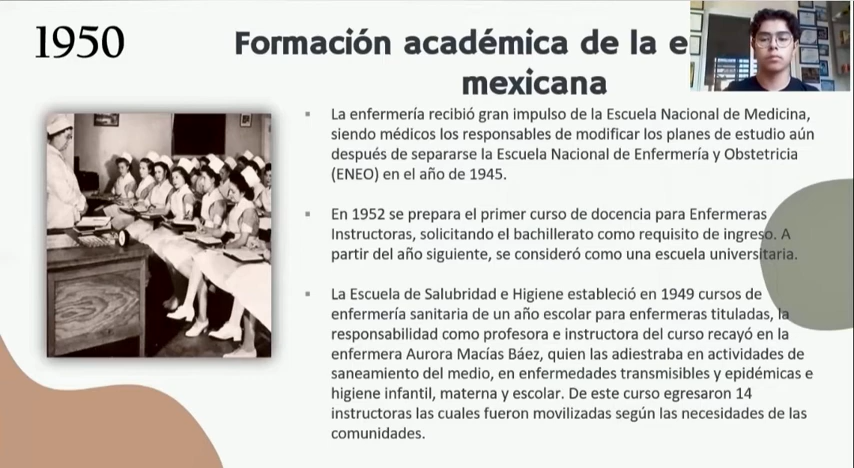 1950
Formación académica de la e
mexicana
▪ La enfermería recibió gran impulso de la Escuela Nacional de Medicina,
siendo médicos los responsables de modificar los planes de estudio aún
después de separarse la Escuela Nacional de Enfermería y Obstetricia
(ENEO) en el año de 1945.
▪ En 1952 se prepara el primer curso de docencia para Enfermeras
Instructoras, solicitando el bachillerato como requisito de ingreso. A
partir del año siguiente, se consideró como una escuela universitaria.
▪ La Escuela de Salubridad e Higiene estableció en 1949 cursos de
enfermería sanitaria de un año escolar para enfermeras tituladas, la
responsabilidad como profesora e instructora del curso recayó en la
enfermera Aurora Macías Báez, quien las adiestraba en actividades de
saneamiento del medio, en enfermedades transmisibles y epidémicas e
higiene infantil, materna y escolar. De este curso egresaron 14
instructoras las cuales fueron movilizadas según las necesidades de las
comunidades.